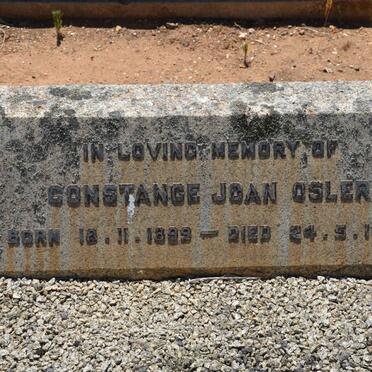 IN LOVING MEMORY OF
CONSTANCE JOAN OSLER
BORN 18.11.1899 — DIED 24.5.1